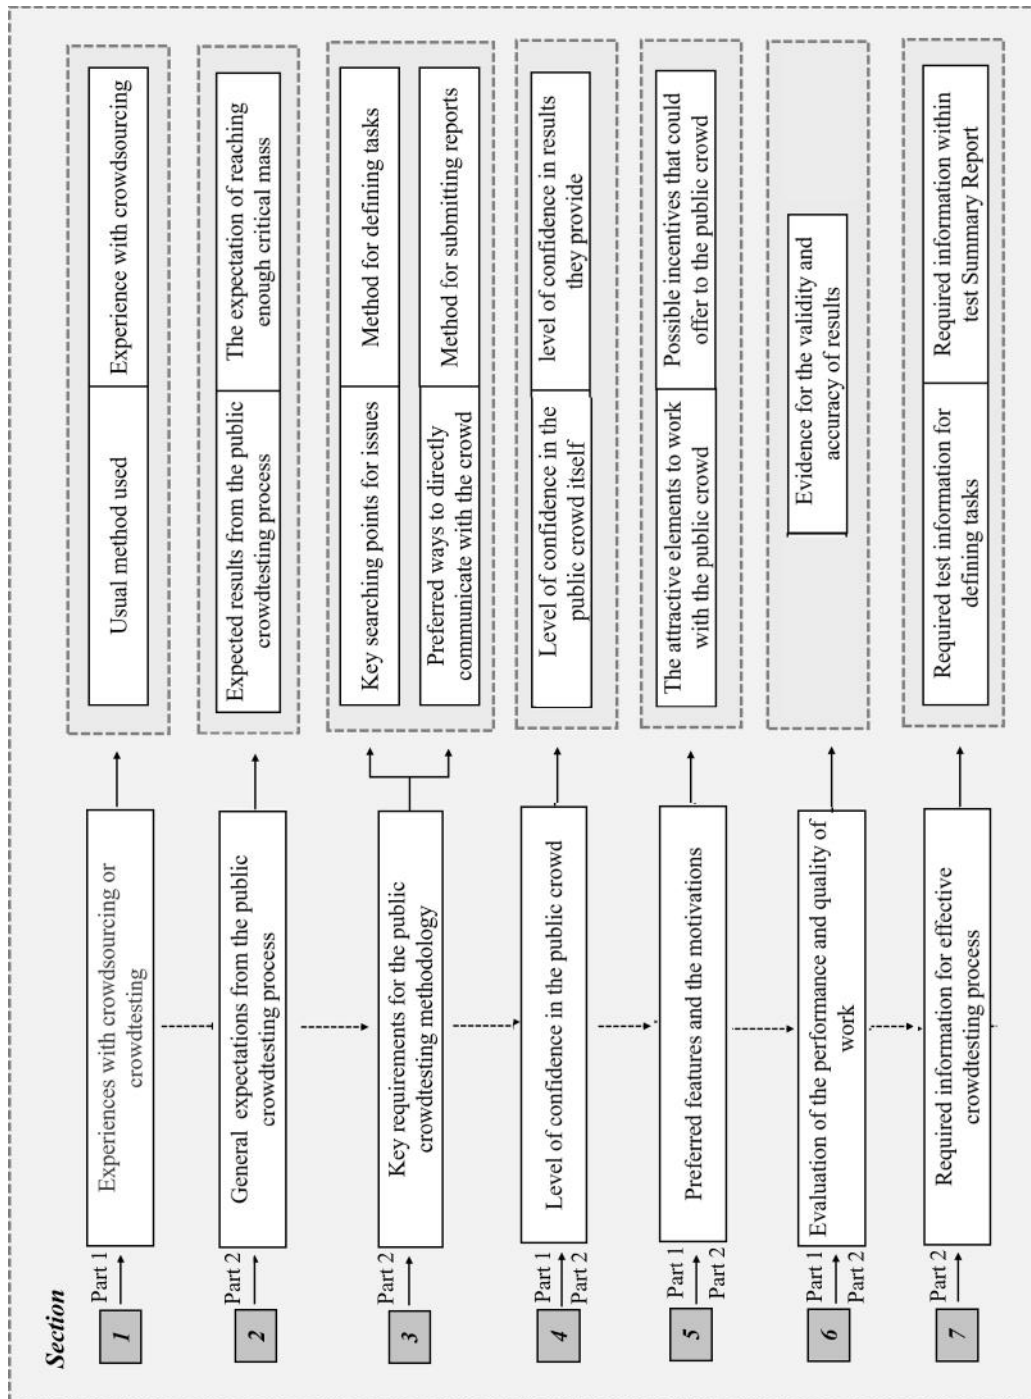 Section
1
Part 1
Experiences with crowdsourcing or
crowdtesting
Usual method used
Experience with crowdsourcing
2
Part 2
General expectations from the public
crowdtesting process
Expected results from the public
crowdtesting process
The expectation of reaching
enough critical mass
3
Part 2
Key requirements for the public
crowdtesting methodology
Key searching points for issues
Method for defining tasks
Preferred ways to directly
communicate with the crowd
Method for submitting reports
4
Part 1
Part 2
Level of confidence in the public crowd
Level of confidence in the
public crowd itself
level of confidence in results
they provide
5
Part 1
Part 2
Preferred features and the motivations
The attractive elements to work
with the public crowd
Possible incentives that could
offer to the public crowd
6
Part 1
Part 2
Evaluation of the performance and quality of
work
Evidence for the validity and
accuracy of results
7
Part 2
Required information for effective
crowdtesting process
Required test information for
defining tasks
Required information within
test Summary Report